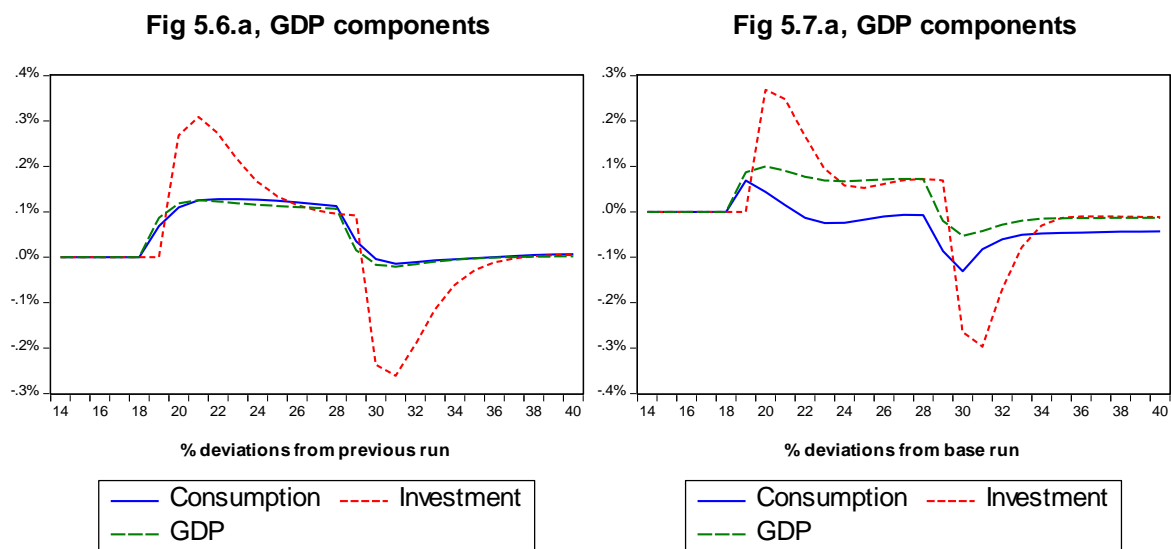 Fig 5.6.a, GDP components
.4%
.3%
.2%
.1%
.0%
-.1%
-.2%
-.3%
14 16 18 20 22 24 26 28 30 32 34 36 38 40
% deviations from previous run
Consumption Investment
GDP
Fig 5.7.a, GDP components
.3%
.2%
.1%
.0%
-.1%
-.2%
-.3%
-.4%
14 16 18 20 22 24 26 28 30 32 34 36 38 40
% deviations from base run
Consumption Investment
GDP